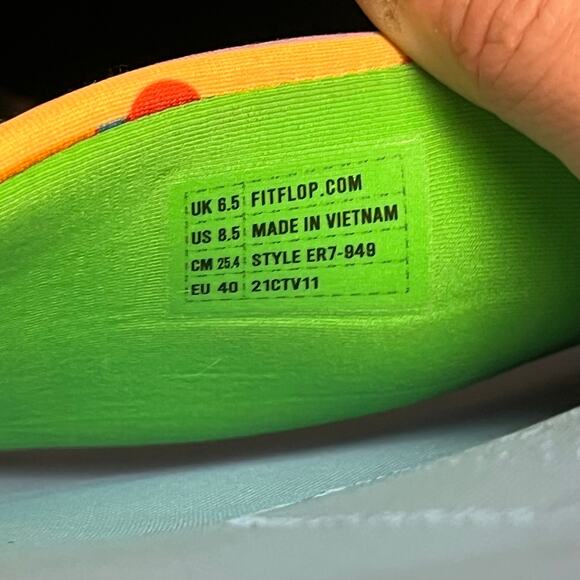 UK 6.5 FITFLOP.COM
US 8.5 MADE IN VIETNAM
CM 25.4 STYLE ER7-949
EU 40 21CTV11